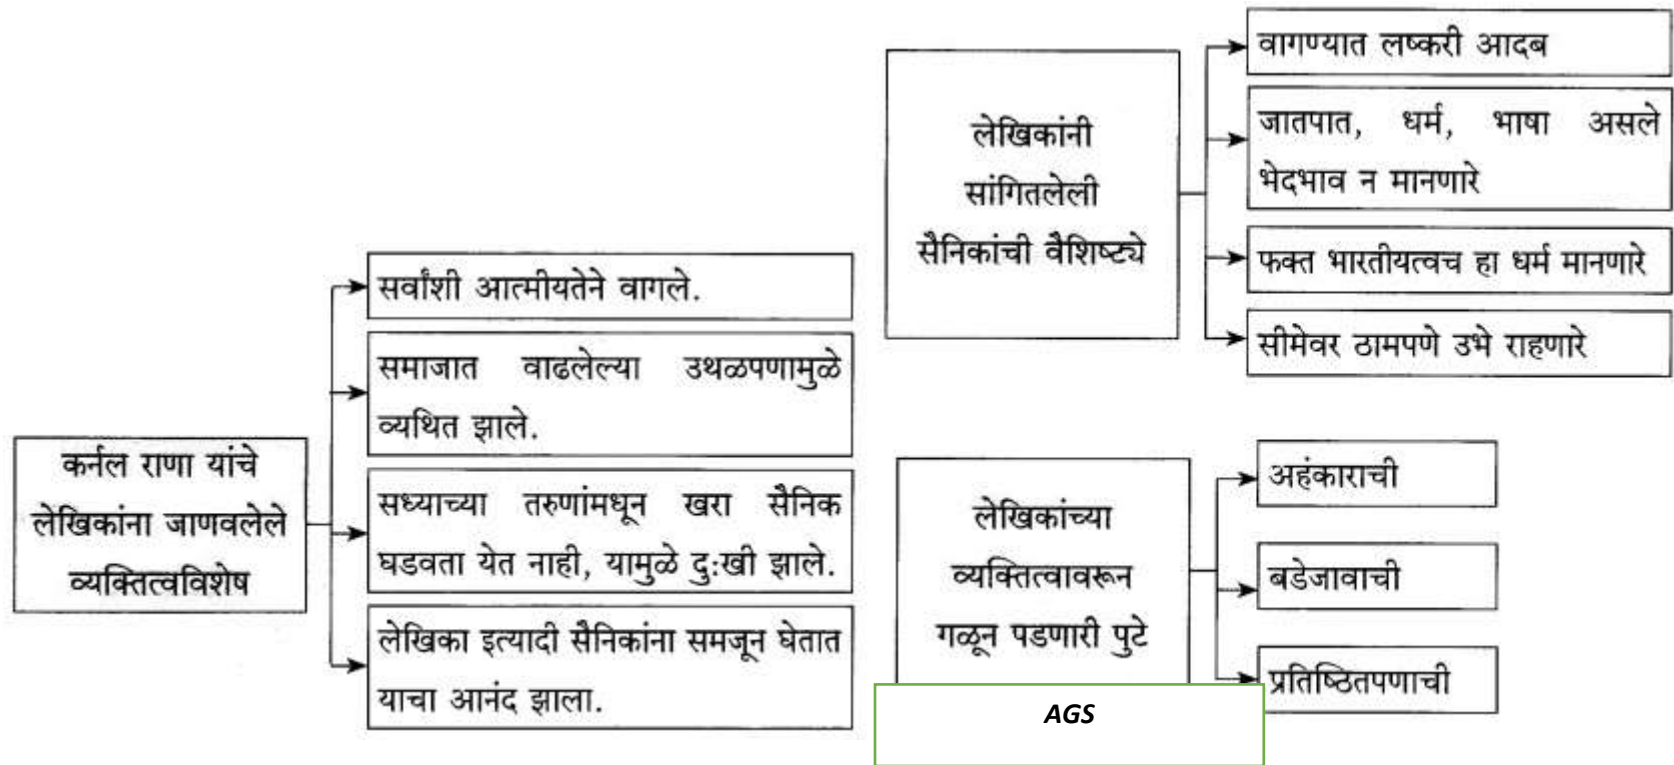 कर्नल राणा यांचे
लेखिकांना जाणवलेले
व्यक्तित्वविशेष
सर्वांशी आत्मीयतेने वागले.
समाजात वाढलेल्या उथळपणामुळे
व्यथित झाले.
सध्याच्या तरुणांमधून खरा सैनिक
घडवता येत नाही, यामुळे दुःखी झाले.
लेखिका इत्यादी सैनिकांना समजून घेतात
याचा आनंद झाला.
लेखिकांनी
सांगितलेली
सैनिकांची वैशिष्ट्ये
वागण्यात लष्करी आदब
जातपात, धर्म, भाषा असले
भेदभाव न मानणारे
फक्त भारतीयत्वच हा धर्म मानणारे
सीमेवर ठामपणे उभे राहणारे
लेखिकांच्या
व्यक्तित्वावरून
गळून पडणारी पुटे
अहंकाराची
बडेजावाची
प्रतिष्ठितपणाची
AGS